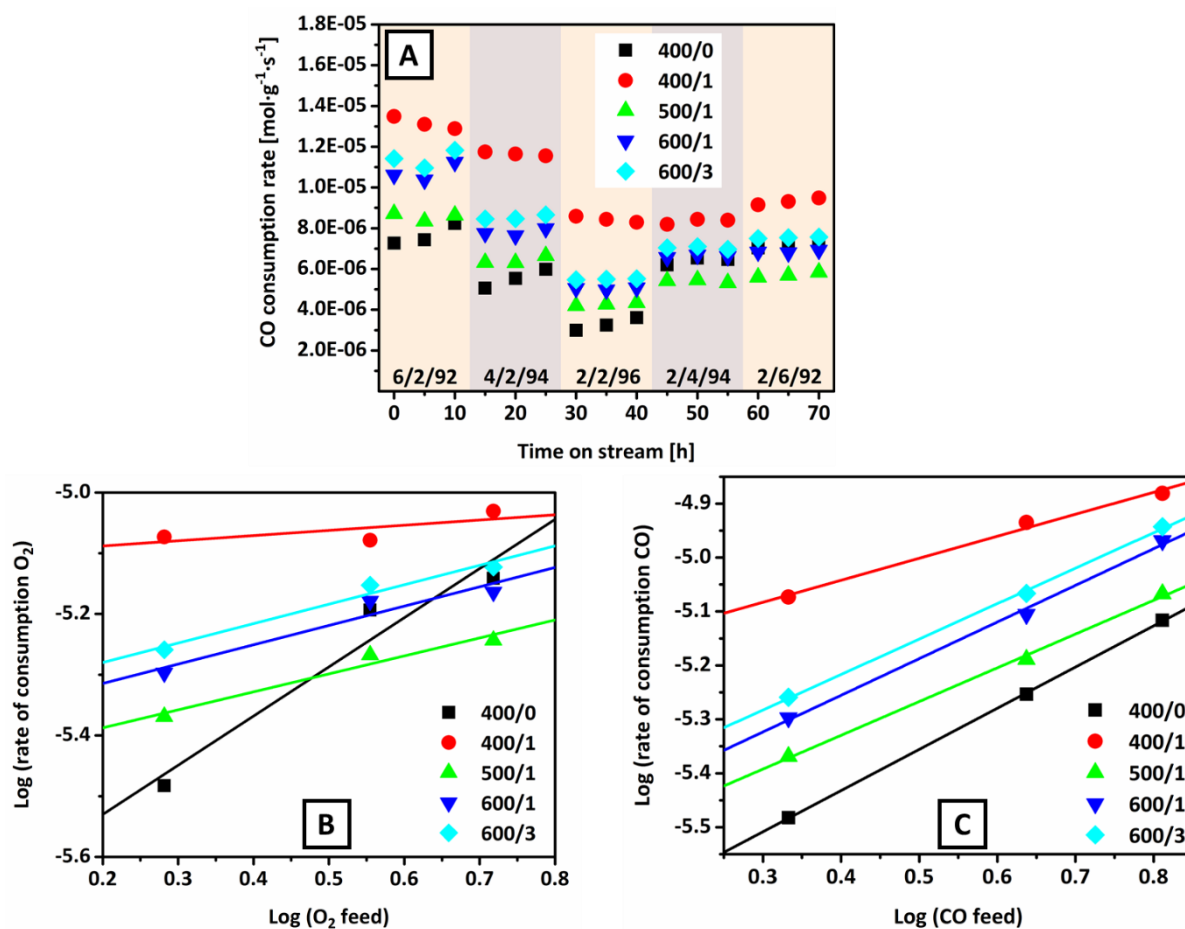 A
CO consumption rate [mol·g⁻¹·s⁻¹]
1.8E-05
1.6E-05
1.4E-05
1.2E-05
1.0E-05
8.0E-06
6.0E-06
4.0E-06
2.0E-06
400/0
400/1
500/1
600/1
600/3
6/2/92 4/2/94 2/2/96 2/4/94 2/6/92
0 10 20 30 40 50 60 70
Time on stream [h]
Log (rate of consumption O₂)
-5.0
-5.2
-5.4
-5.6
400/0
400/1
500/1
600/1
600/3
B
0.2 0.3 0.4 0.5 0.6 0.7 0.8
Log (O₂ feed)
Log (rate of consumption CO)
-4.9
-5.0
-5.1
-5.2
-5.3
-5.4
-5.5
400/0
400/1
500/1
600/1
600/3
C
0.3 0.4 0.5 0.6 0.7 0.8
Log (CO feed)